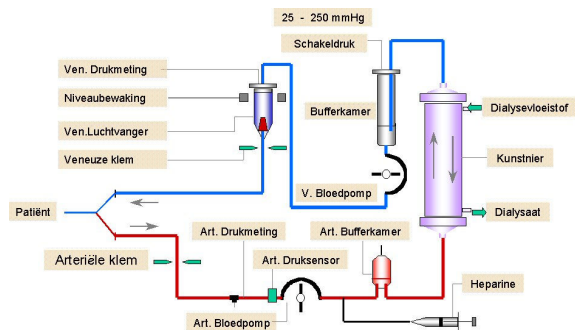 25 - 250 mmHg
Schakeldruk
Ven. Drukmeting
Niveaubewaking
Bufferkamer
Dialysevloeistof
Ven.Luchtvanger
Veneuze klem
Kunstnier
V. Bloedpomp
Patiënt
Dialysaat
Art. Drukmeting
Art. Bufferkamer
Arteriële klem
Art. Druksensor
Heparine
Art. Bloedpomp